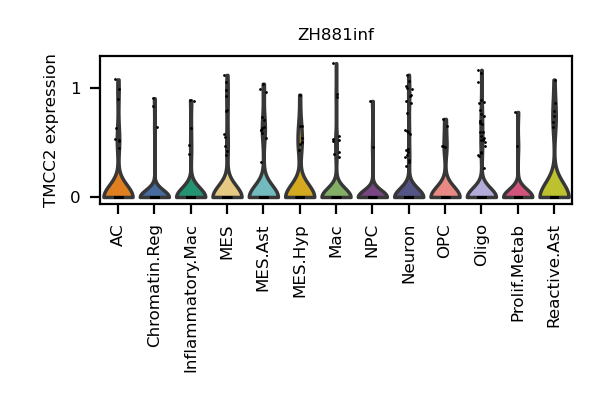 ZH881inf
TMCC2 expression
1
0
AC
Chromatin.Reg
Inflammatory.Mac
MES
MES.Ast
MES.Hyp
Mac
NPC
Neuron
OPC
Oligo
Prolif.Metab
Reactive.Ast